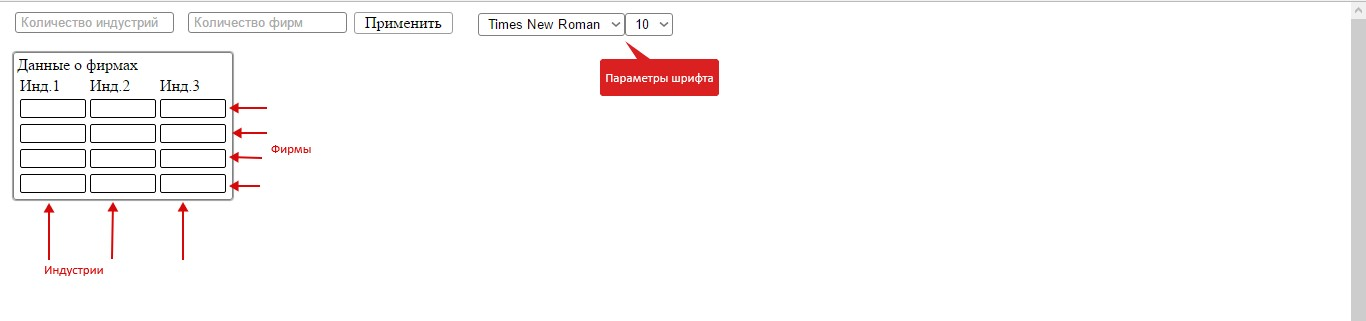 Количество индустрий Количество фирм Применить Times New Roman 10
Параметры шрифта
Данные о фирмах
Инд.1 Инд.2 Инд.3
Фирмы
Индустрии